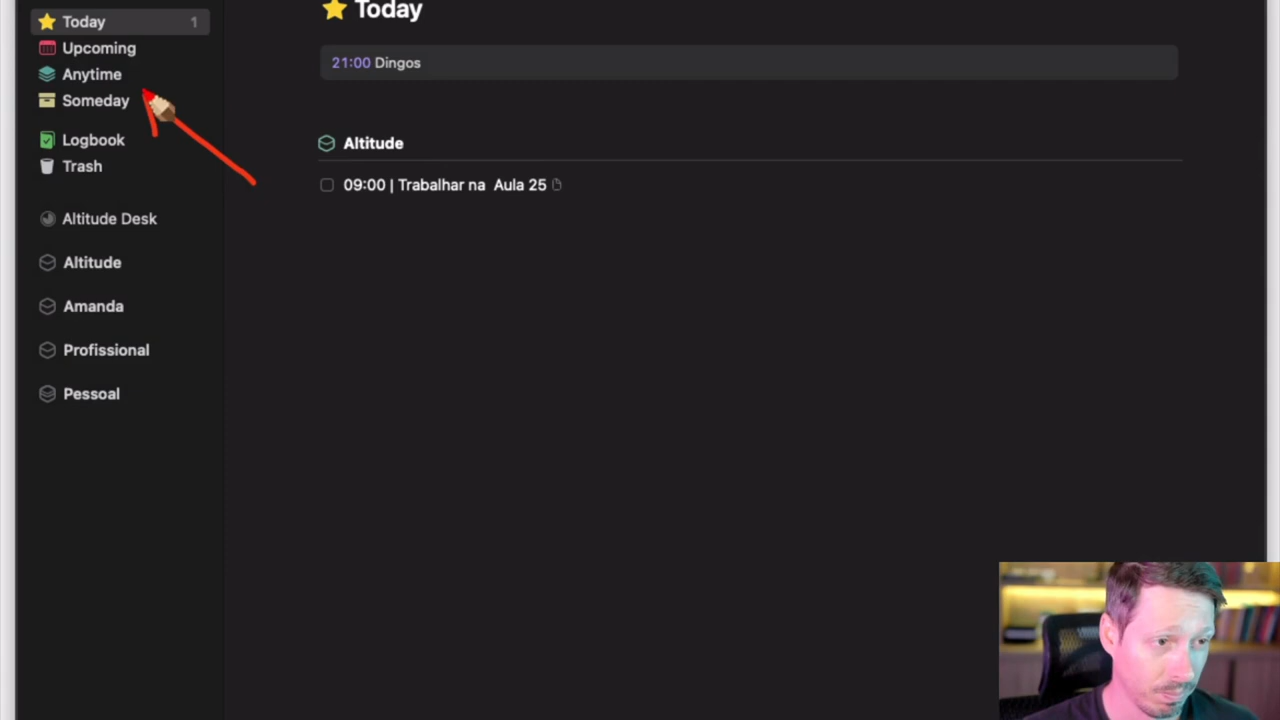 Today 1
Upcoming
Anytime
Someday
Logbook
Trash
Altitude Desk
Altitude
Amanda
Profissional
Pessoal
Today
21:00 Dingos
Altitude
09:00 | Trabalhar na Aula 25